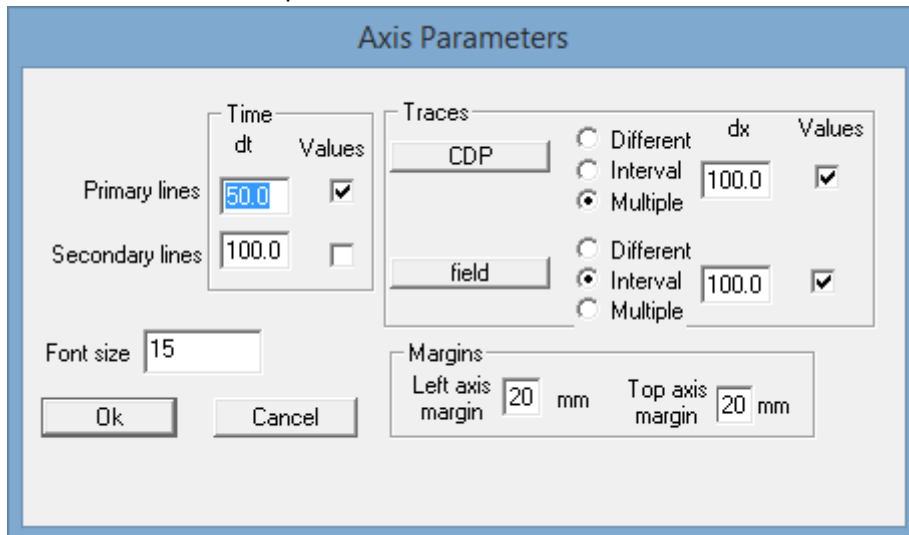 Axis Parameters
Time
dt Values
Primary lines 50.0
Secondary lines 100.0
Traces
dx Values
CDP
Different
Interval
Multiple
100.0
field
Different
Interval
Multiple
100.0
Font size 15
Ok Cancel
Margins
Left axis margin 20 mm
Top axis margin 20 mm